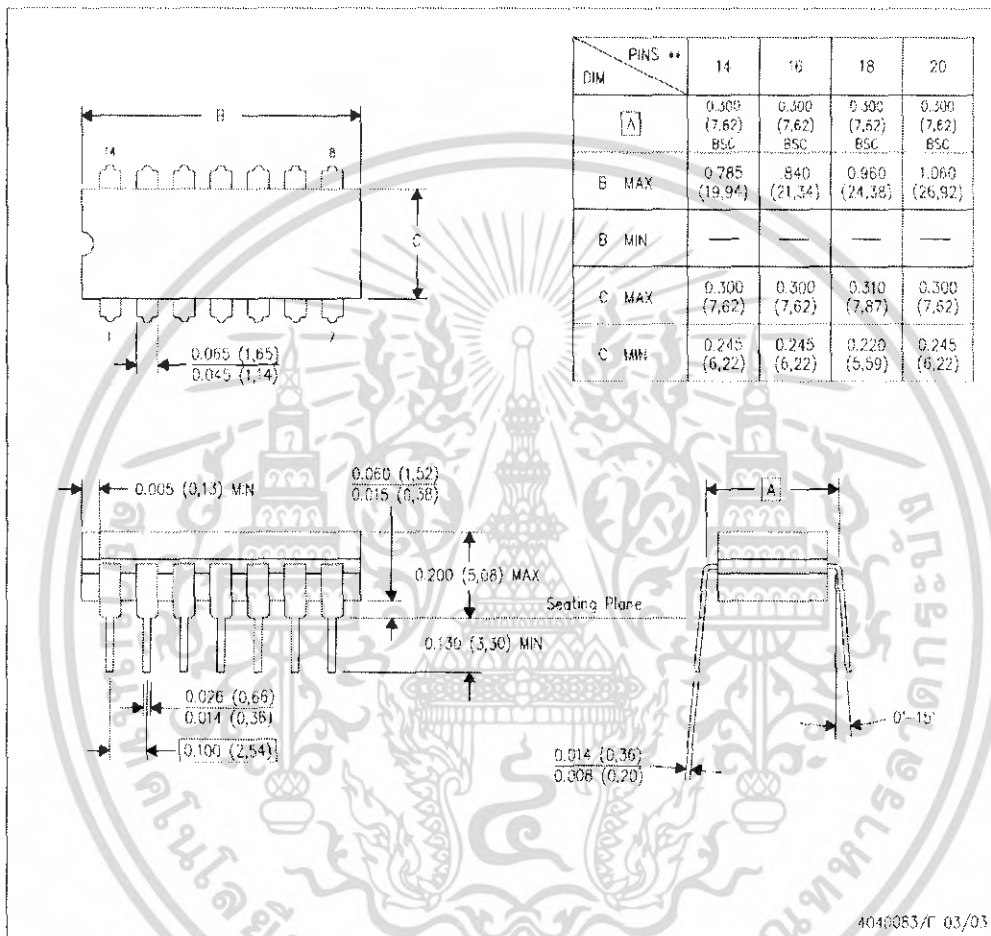 PINS **
DIM
14 16 18 20
A 0.300 (7,62) BSC 0.300 (7,62) BSC 0.300 (7,62) BSC 0.300 (7,62) BSC
B MAX 0.785 (19,94) .840 (21,34) 0.960 (24,38) 1.060 (26,92)
B MIN — — — —
C MAX 0.300 (7,62) 0.300 (7,62) 0.310 (7,87) 0.300 (7,62)
C MIN 0.245 (6,22) 0.245 (6,22) 0.220 (5,59) 0.245 (6,22)
B
14
8
C
1
7
0.065 (1,65)
0.045 (1,14)
0.005 (0,13) MIN
0.060 (1,52)
0.015 (0,38)
A
0.200 (5,08) MAX
Seating Plane
0.130 (3,30) MIN
0.026 (0,66)
0.014 (0,36)
0.100 (2,54)
0°-15°
0.014 (0,36)
0.008 (0,20)
4040083/F 03/03